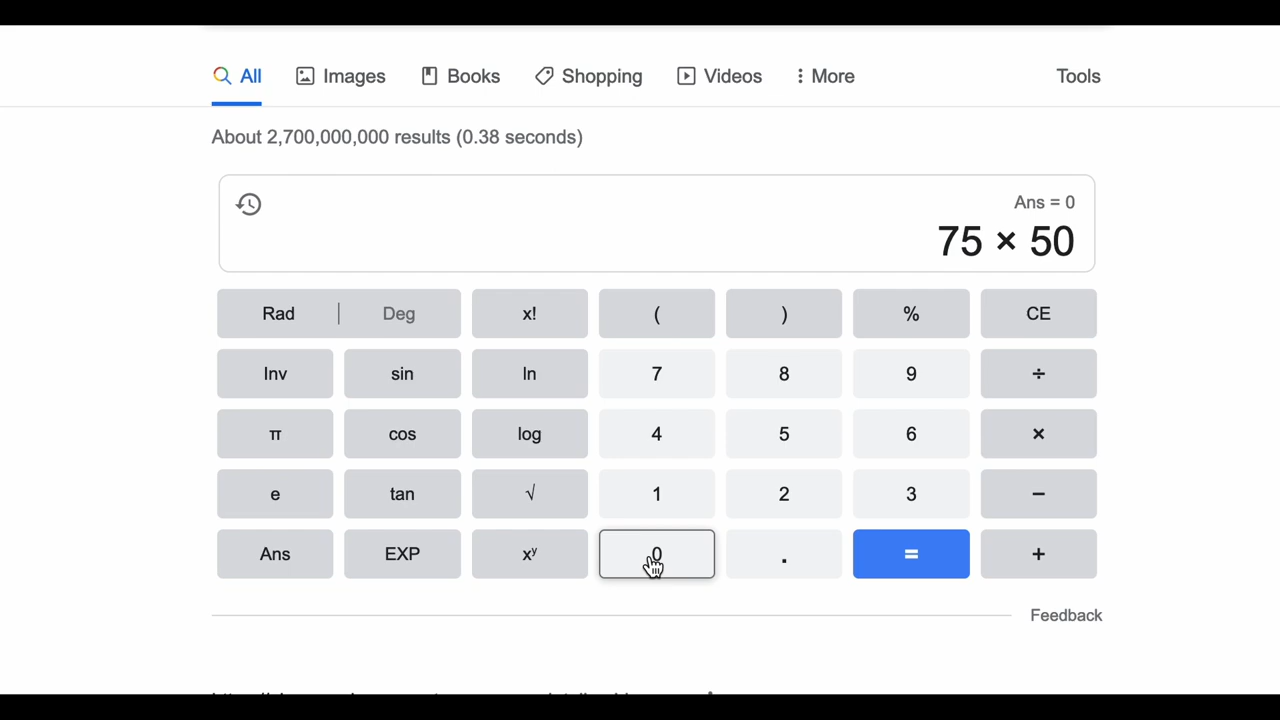 All Images Books Shopping Videos More Tools
About 2,700,000,000 results (0.38 seconds)
Ans = 0
75 × 50
Rad | Deg x! ( ) % CE
Inv sin ln 7 8 9 ÷
π cos log 4 5 6 ×
e tan √ 1 2 3 −
Ans EXP xʸ 0 . = +
Feedback